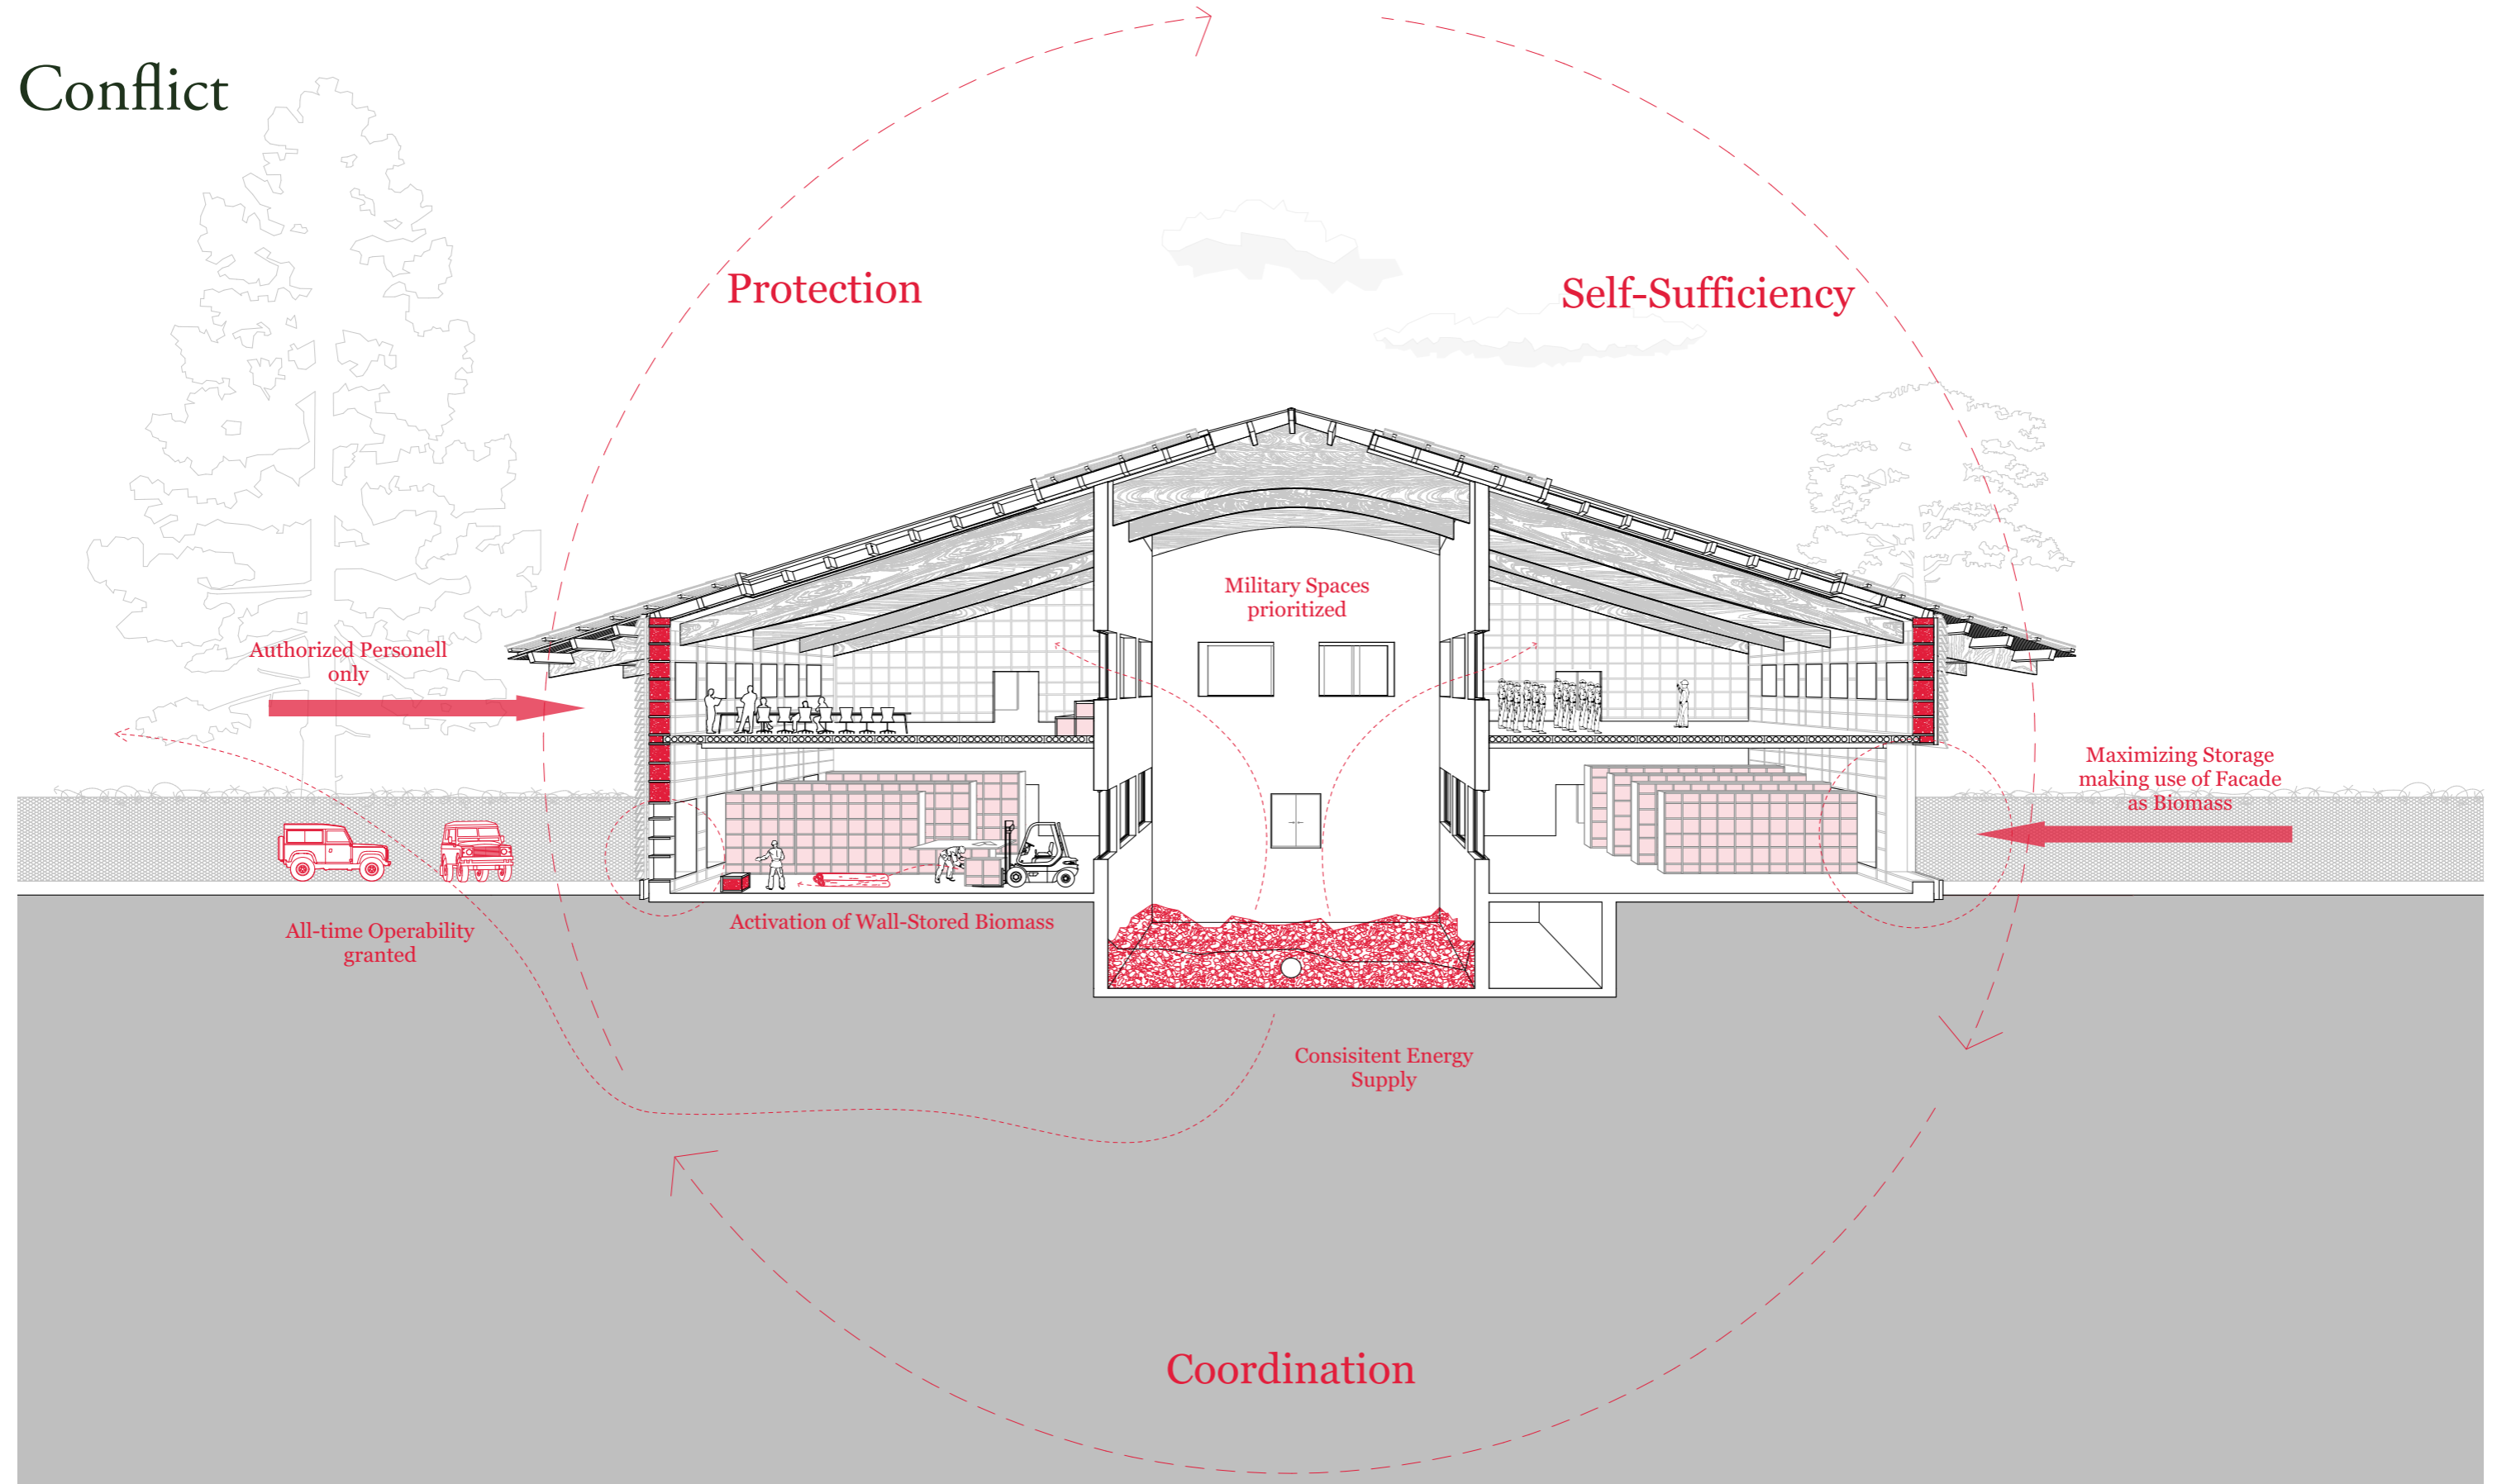 Conflict
Protection
Self-Sufficiency
Military Spaces
prioritized
Authorized Personell
only
Maximizing Storage
making use of Facade
as Biomass
All-time Operability
granted
Activation of Wall-Stored Biomass
Consisitent Energy
Supply
Coordination